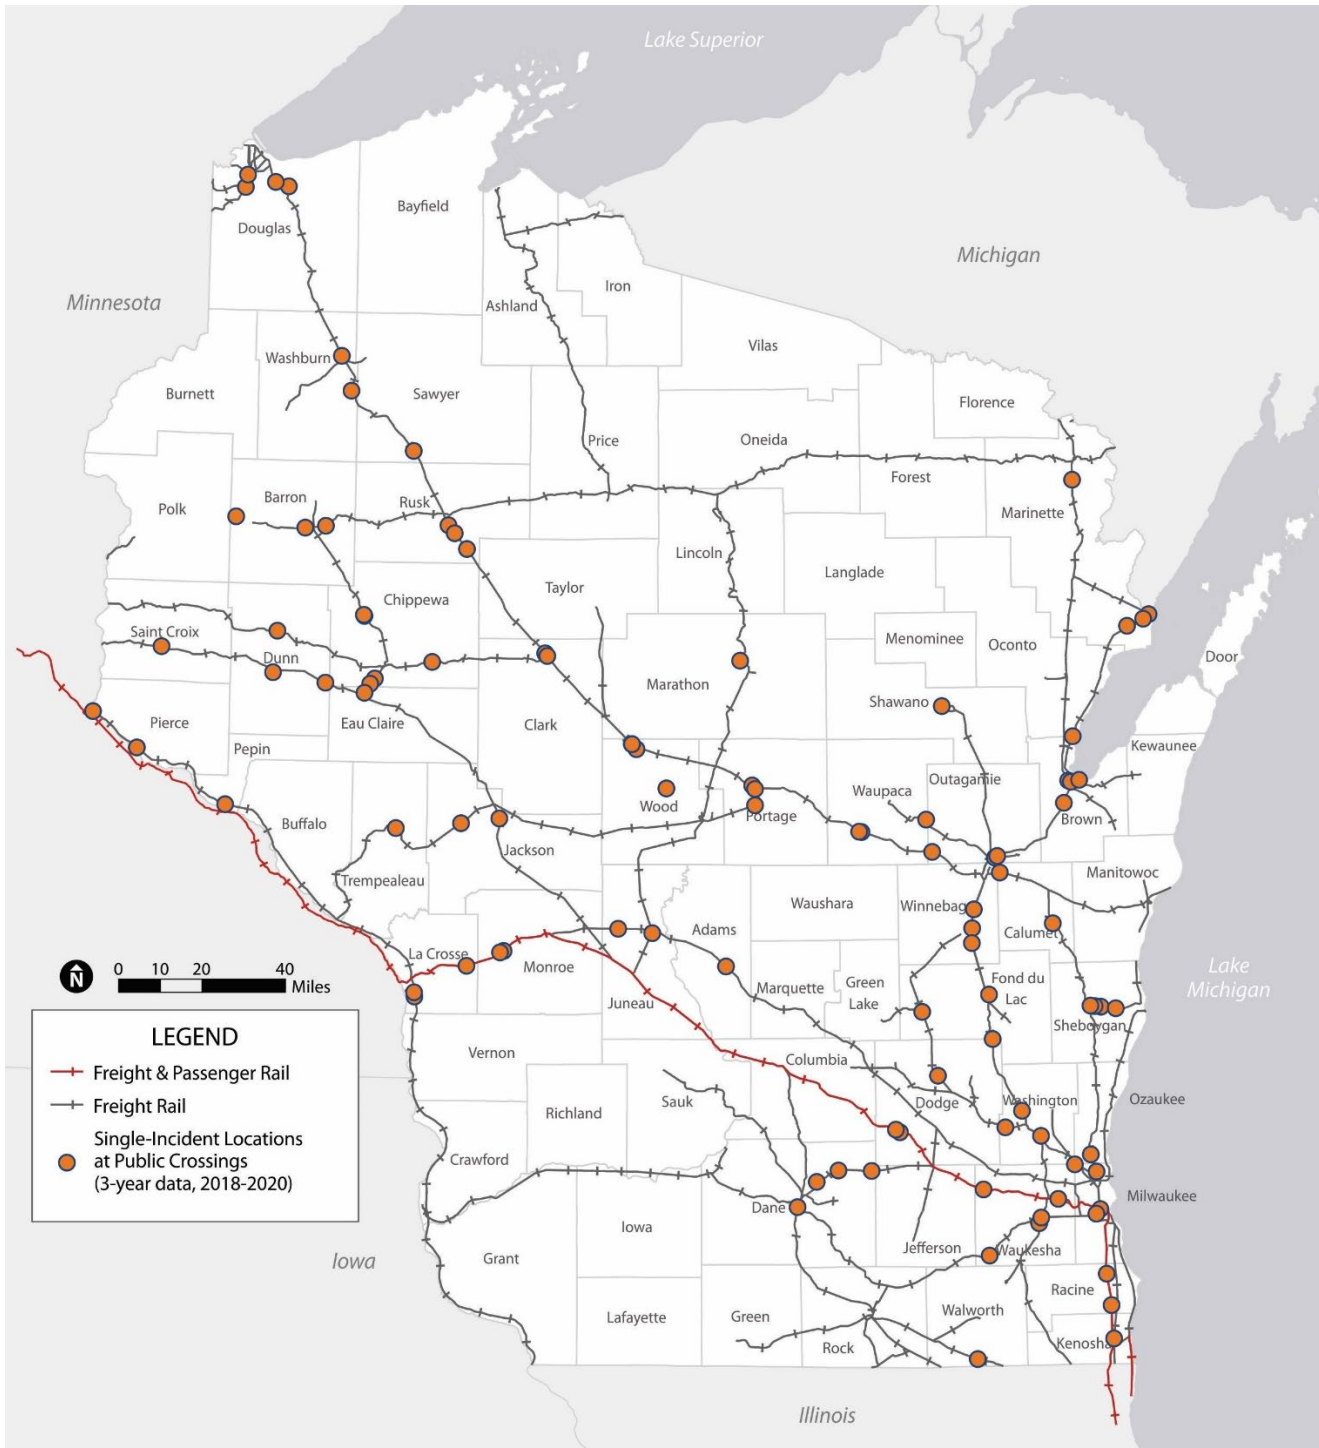 Lake Superior
Bayfield
Douglas
Michigan
Minnesota
Iron
Ashland
Vilas
Washburn
Sawyer
Burnett
Florence
Price
Oneida
Forest
Barron
Rusk
Polk
Marinette
Lincoln
Langlade
Taylor
Chippewa
Saint Croix
Menominee
Oconto
Dunn
Door
Marathon
Shawano
Pierce
Eau Claire
Clark
Pepin
Kewaunee
Outagamie
Waupaca
Wood
Portage
Brown
Buffalo
Jackson
Manitowoc
Trempealeau
Waushara
Winnebag
Adams
Calumet
La Crosse
Monroe
Lake
Michigan
N
0 10 20 40
Miles
Marquette
Green
Lake
Fond du
Lac
Juneau
Sheboygan
LEGEND
Freight & Passenger Rail
Freight Rail
Single-Incident Locations
at Public Crossings
(3-year data, 2018-2020)
Vernon
Columbia
Sauk
Dodge
Washington
Ozaukee
Richland
Crawford
Milwaukee
Dane
Iowa
Jefferson
Waukesha
Grant
Iowa
Racine
Lafayette
Green
Walworth
Rock
Kenosha
Illinois